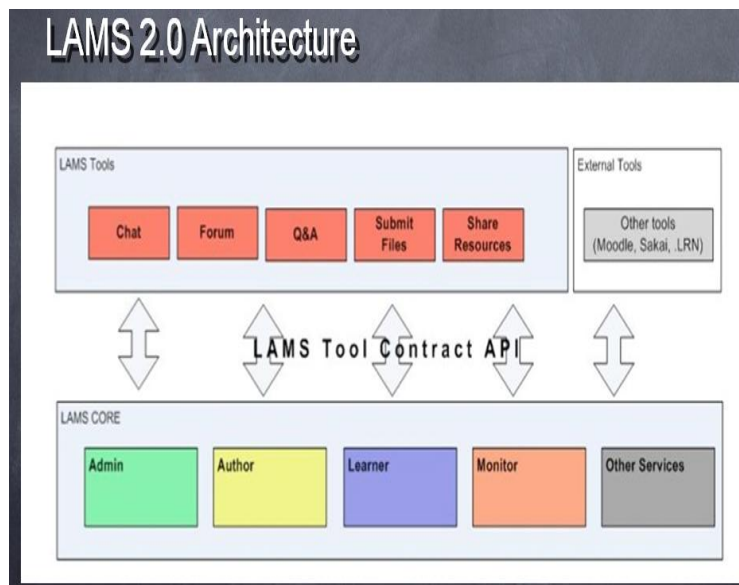 LAMS 2.0 Architecture
LAMS Tools
External Tools
Chat
Forum
Q&A
Submit
Files
Share
Resources
Other tools
(Moodle, Sakai, .LRN)
LAMS Tool Contract API
LAMS CORE
Admin
Author
Learner
Monitor
Other Services